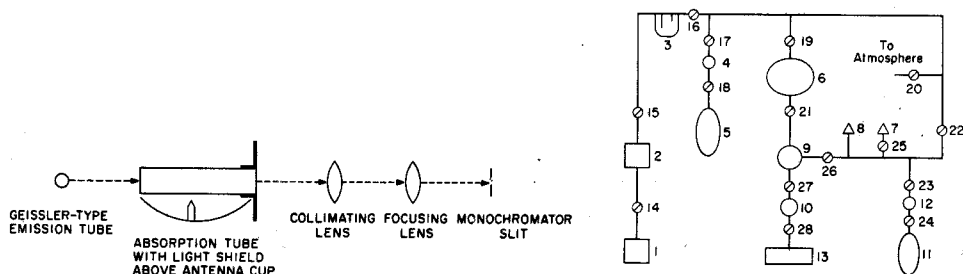 GEISSLER-TYPE
EMISSION TUBE
ABSORPTION TUBE
WITH LIGHT SHIELD
ABOVE ANTENNA CUP
COLLIMATING
LENS
FOCUSING
LENS
MONOCHROMATOR
SLIT
16
3
17
19
4
To
Atmosphere
6
18
20
15
5
21
8
7
22
2
9
25
26
27
23
14
10
12
28
24
1
13
11